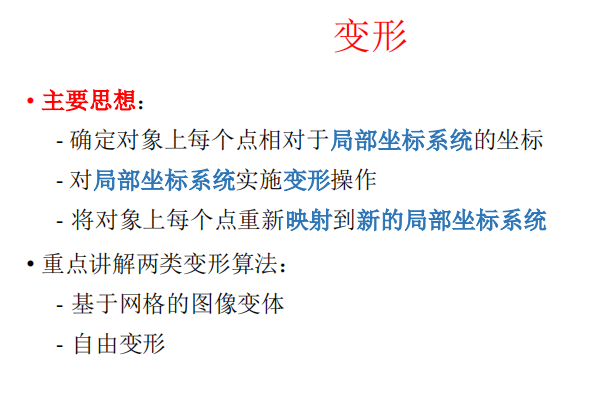 变形
• 主要思想：
- 确定对象上每个点相对于局部坐标系统的坐标
- 对局部坐标系统实施变形操作
- 将对象上每个点重新映射到新的局部坐标系统
• 重点讲解两类变形算法：
- 基于网格的图像变体
- 自由变形